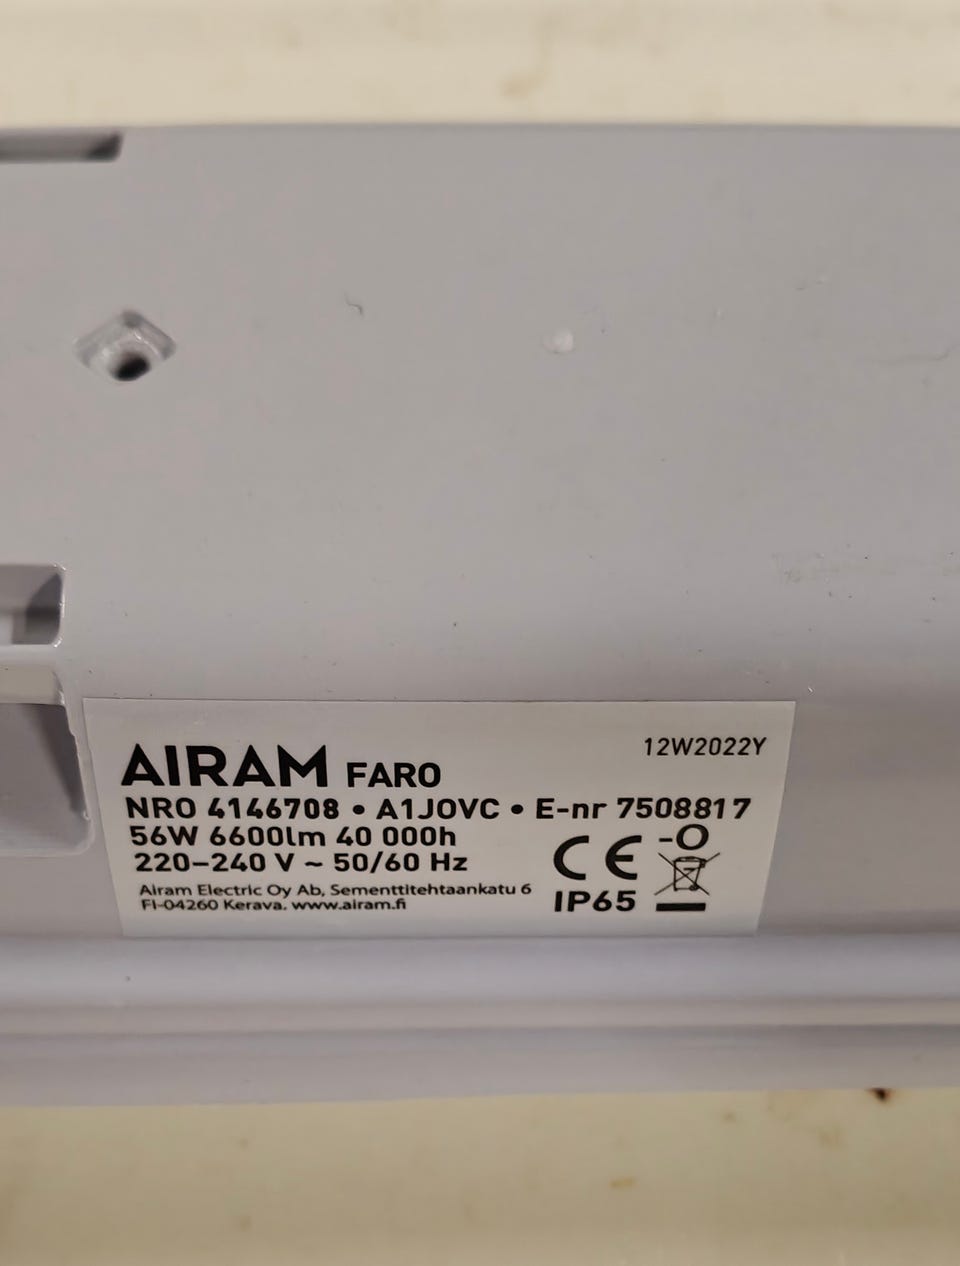 12W2022Y
AIRAM FARO
NRO 4146708 • A1JOVC • E-nr 7508817
56W 6600lm 40 000h
220–240 V ~ 50/60 Hz
Airam Electric Oy Ab, Sementtitehtaankatu 6
FI-04260 Kerava. www.airam.fi
CE
IP65